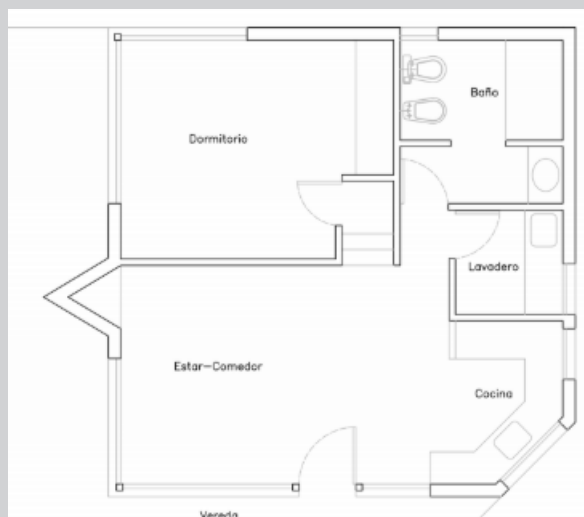 Baño
Dormitorio
Lavadero
Estar-Comedor
Cocina
Vereda